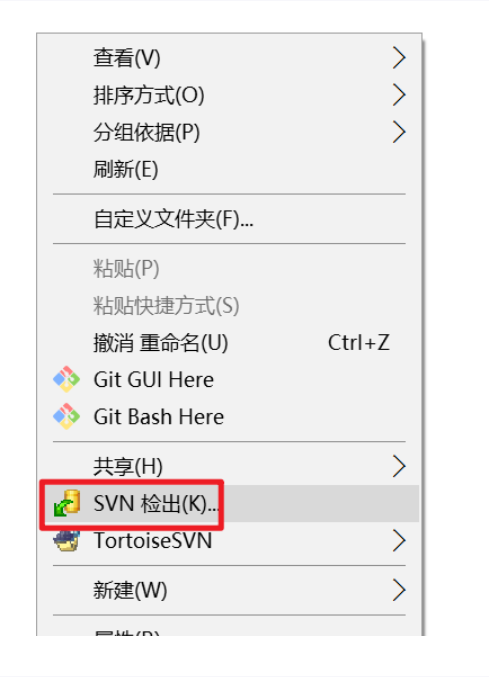 查看(V)
排序方式(O)
分组依据(P)
刷新(E)
自定义文件夹(F)...
粘贴(P)
粘贴快捷方式(S)
撤消 重命名(U) Ctrl+Z
Git GUI Here
Git Bash Here
共享(H)
SVN 检出(K)...
TortoiseSVN
新建(W)